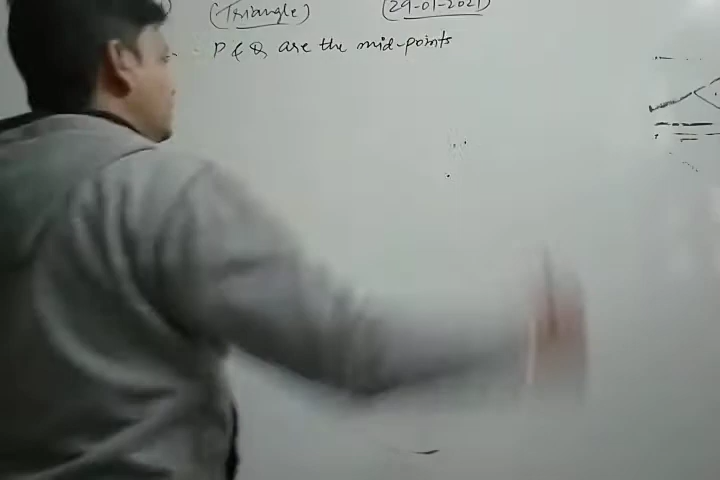 (Triangle) (29-01-2021)
P & Q are the mid-points